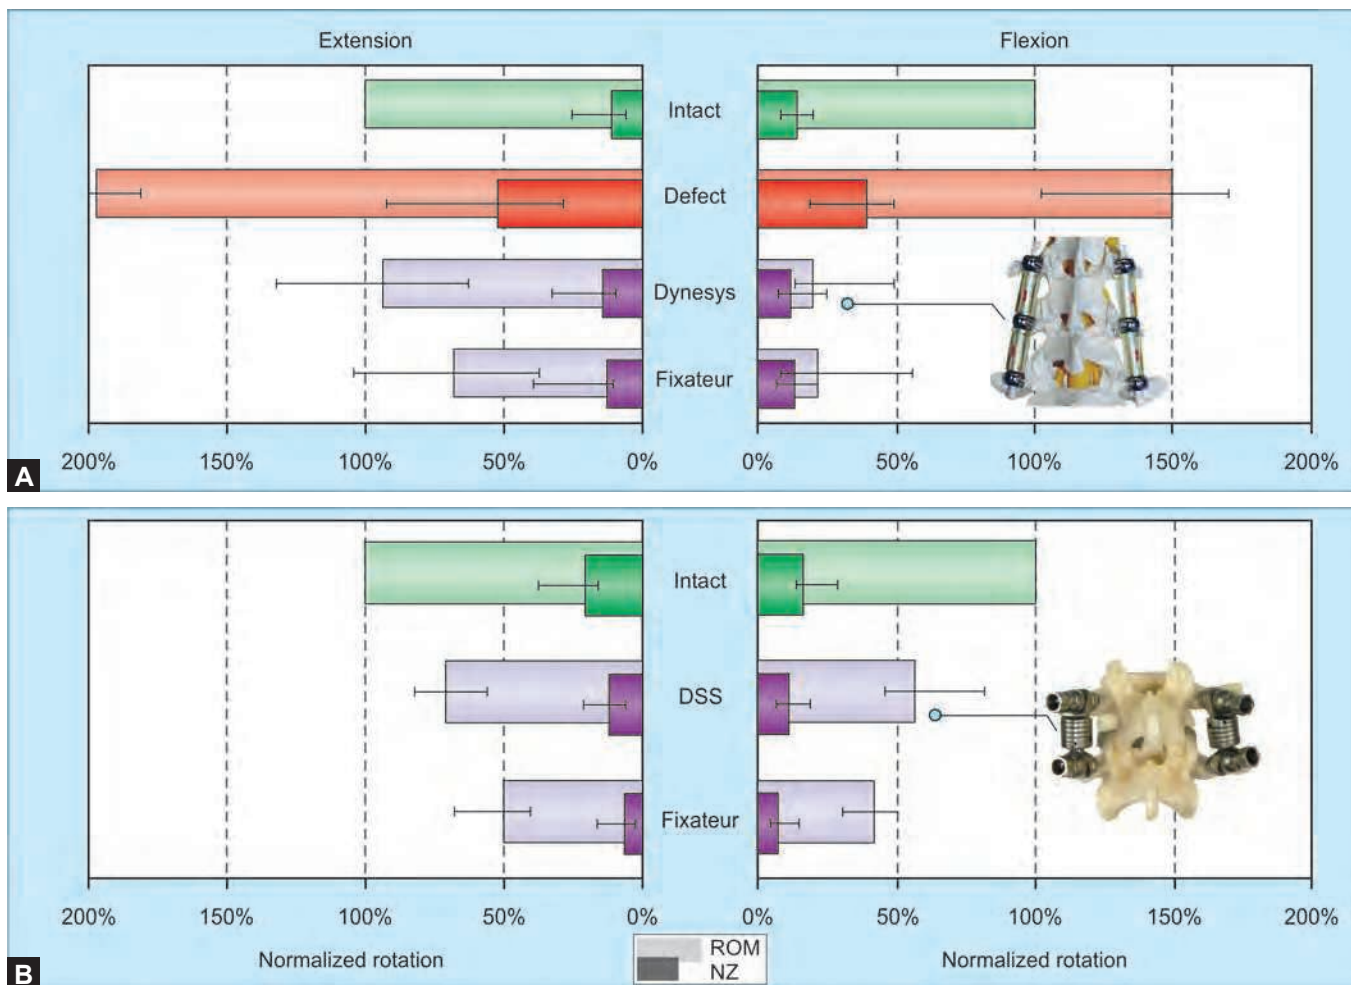 Extension
Flexion
Intact
Defect
Dynesys
Fixateur
200% 150% 100% 50% 0%
0% 50% 100% 150% 200%
A
Intact
DSS
Fixateur
200% 150% 100% 50% 0%
0% 50% 100% 150% 200%
Normalized rotation
ROM
NZ
Normalized rotation
B